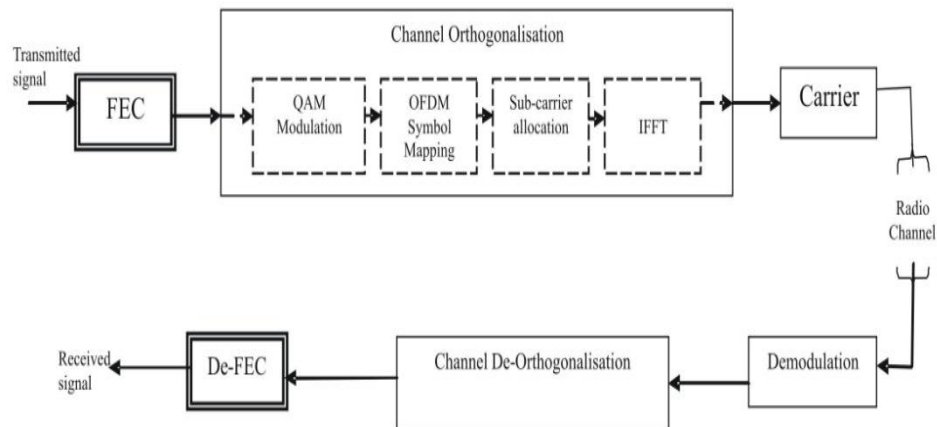 Channel Orthogonalisation
Transmitted
signal
FEC
QAM
Modulation
OFDM
Symbol
Mapping
Sub-carrier
allocation
IFFT
Carrier
Radio
Channel
Received
signal
De-FEC
Channel De-Orthogonalisation
Demodulation